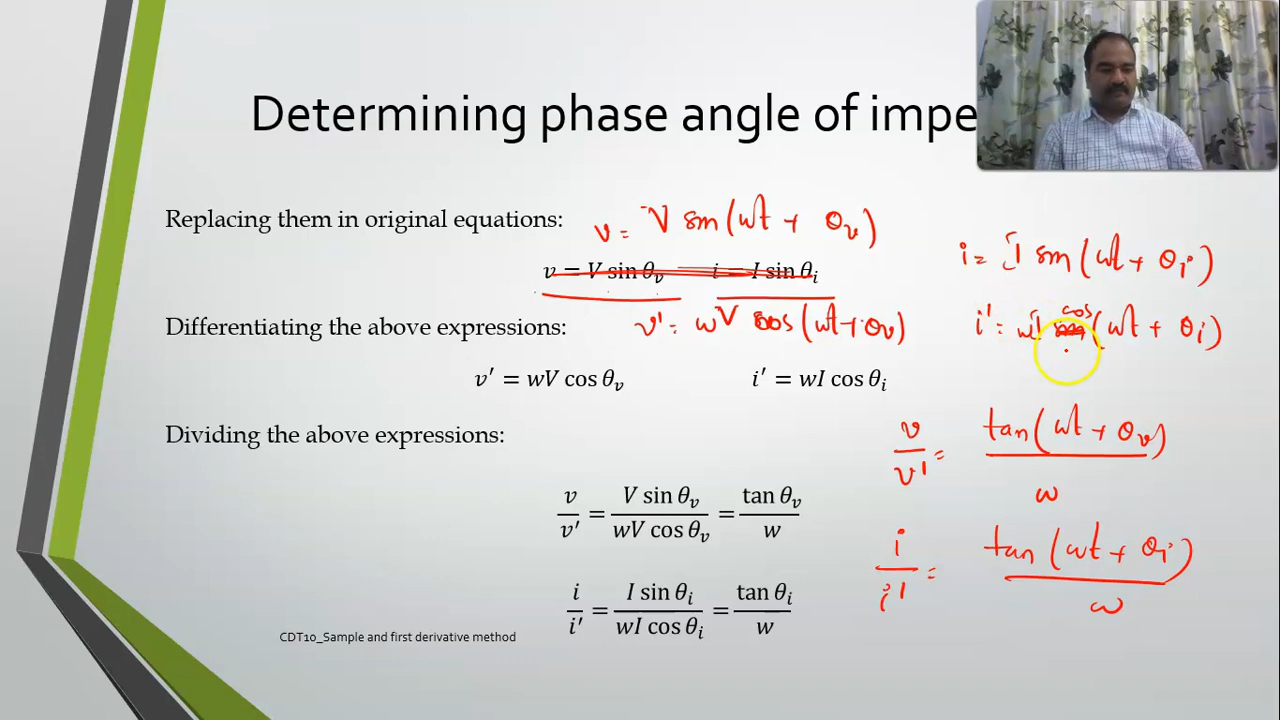 Determining phase angle of impe
Replacing them in original equations:
v = V sin(wt + θv)
i = I sin(wt + θi)
v = V sin θv    i = I sin θi
Differentiating the above expressions:
v' = wV cos(wt + θv)
i' = wI cos sin (wt + θi)
v′ = wV cos θv    i′ = wI cos θi
Dividing the above expressions:
v/v' = tan(wt + θv)/w
v/v′ = V sin θv/wV cos θv = tan θv/w
i/i' = tan(wt + θi)/w
i/i′ = I sin θi/wI cos θi = tan θi/w
CDT10_Sample and first derivative method